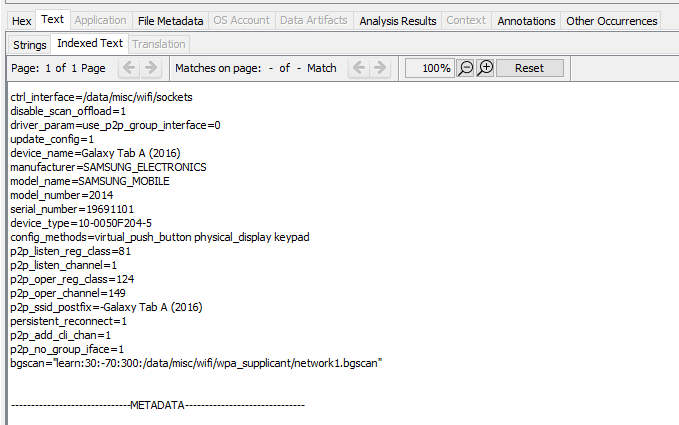 Hex Text Application File Metadata OS Account Data Artifacts Analysis Results Context Annotations Other Occurrences
Strings Indexed Text Translation
Page: 1 of 1 Page Matches on page: - of - Match 100% Reset
ctrl_interface=/data/misc/wifi/sockets
disable_scan_offload=1
driver_param=use_p2p_group_interface=0
update_config=1
device_name=Galaxy Tab A (2016)
manufacturer=SAMSUNG_ELECTRONICS
model_name=SAMSUNG_MOBILE
model_number=2014
serial_number=19691101
device_type=10-0050F204-5
config_methods=virtual_push_button physical_display keypad
p2p_listen_reg_class=81
p2p_listen_channel=1
p2p_oper_reg_class=124
p2p_oper_channel=149
p2p_ssid_postfix=-Galaxy Tab A (2016)
persistent_reconnect=1
p2p_add_cli_chan=1
p2p_no_group_iface=1
bgscan="learn:30:-70:300:/data/misc/wifi/wpa_supplicant/network1.bgscan"
------------------------------METADATA------------------------------